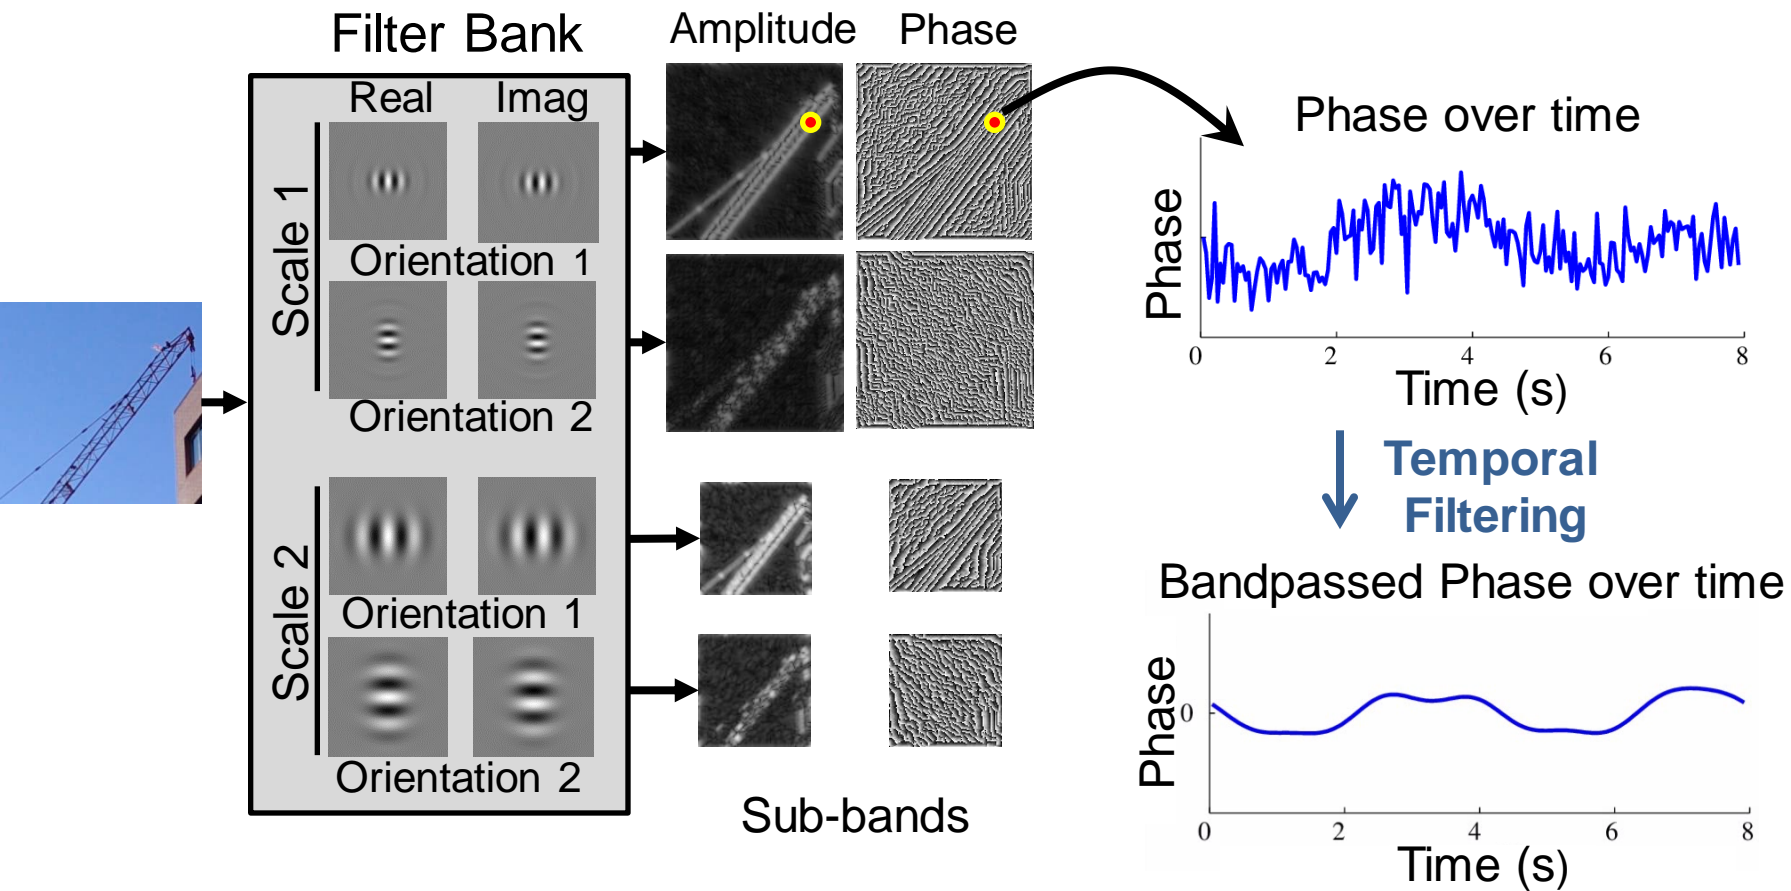 Filter Bank
Real Imag
Scale 1
Orientation 1
Orientation 2
Scale 2
Orientation 1
Orientation 2
Amplitude Phase
Sub-bands
Phase over time
Phase
0 2 4 6 8
Time (s)
Temporal
Filtering
Bandpassed Phase over time
Phase
0
0 2 4 6 8
Time (s)